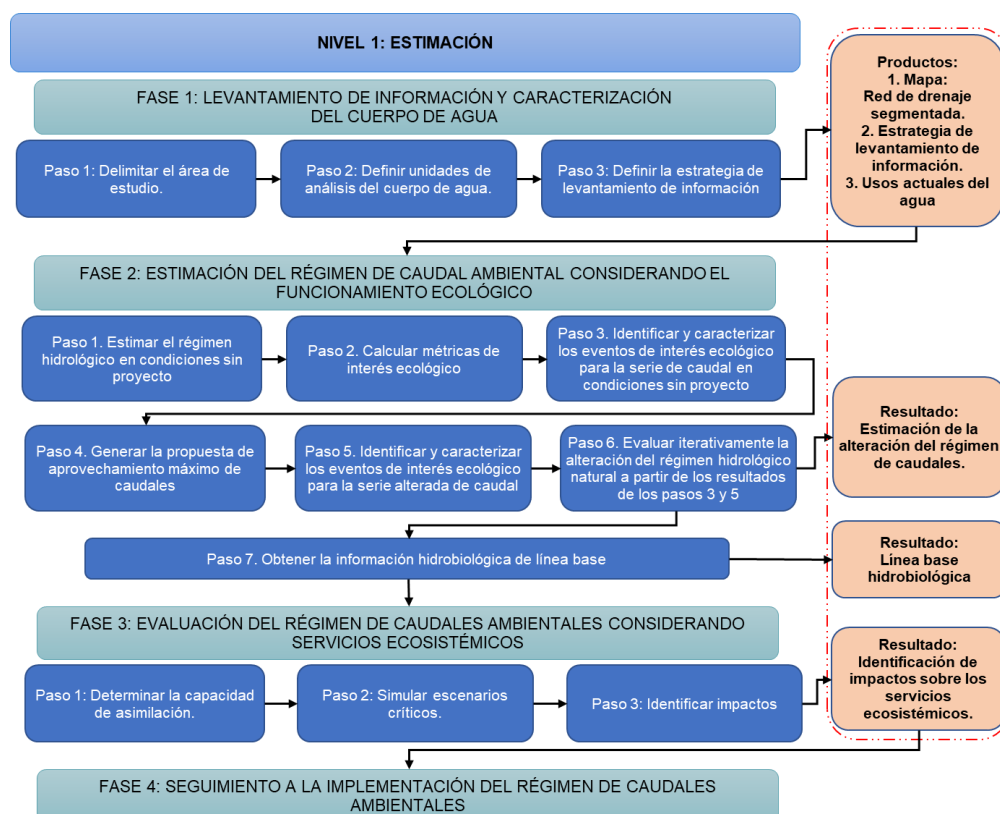 NIVEL 1: ESTIMACIÓN
FASE 1: LEVANTAMIENTO DE INFORMACIÓN Y CARACTERIZACIÓN
DEL CUERPO DE AGUA
Paso 1: Delimitar el área de
estudio.
Paso 2: Definir unidades de
análisis del cuerpo de agua.
Paso 3: Definir la estrategia de
levantamiento de información
Productos:
1. Mapa:
Red de drenaje
segmentada.
2. Estrategia de
levantamiento de
información.
3. Usos actuales del
agua
FASE 2: ESTIMACIÓN DEL RÉGIMEN DE CAUDAL AMBIENTAL CONSIDERANDO EL
FUNCIONAMIENTO ECOLÓGICO
Paso 1. Estimar el régimen
hidrológico en condiciones sin
proyecto
Paso 2. Calcular métricas de
interés ecológico
Paso 3. Identificar y caracterizar
los eventos de interés ecológico
para la serie de caudal en
condiciones sin proyecto
Paso 4. Generar la propuesta de
aprovechamiento máximo de
caudales
Paso 5. Identificar y caracterizar
los eventos de interés ecológico
para la serie alterada de caudal
Paso 6. Evaluar iterativamente la
alteración del régimen hidrológico
natural a partir de los resultados
de los pasos 3 y 5
Resultado:
Estimación de la
alteración del régimen
de caudales.
Paso 7. Obtener la información hidrobiológica de línea base
Resultado:
Línea base
hidrobiológica
FASE 3: EVALUACIÓN DEL RÉGIMEN DE CAUDALES AMBIENTALES CONSIDERANDO
SERVICIOS ECOSISTÉMICOS
Paso 1: Determinar la capacidad
de asimilación.
Paso 2: Simular escenarios
críticos.
Paso 3: Identificar impactos
Resultado:
Identificación de
impactos sobre los
servicios
ecosistémicos.
FASE 4: SEGUIMIENTO A LA IMPLEMENTACIÓN DEL RÉGIMEN DE CAUDALES
AMBIENTALES